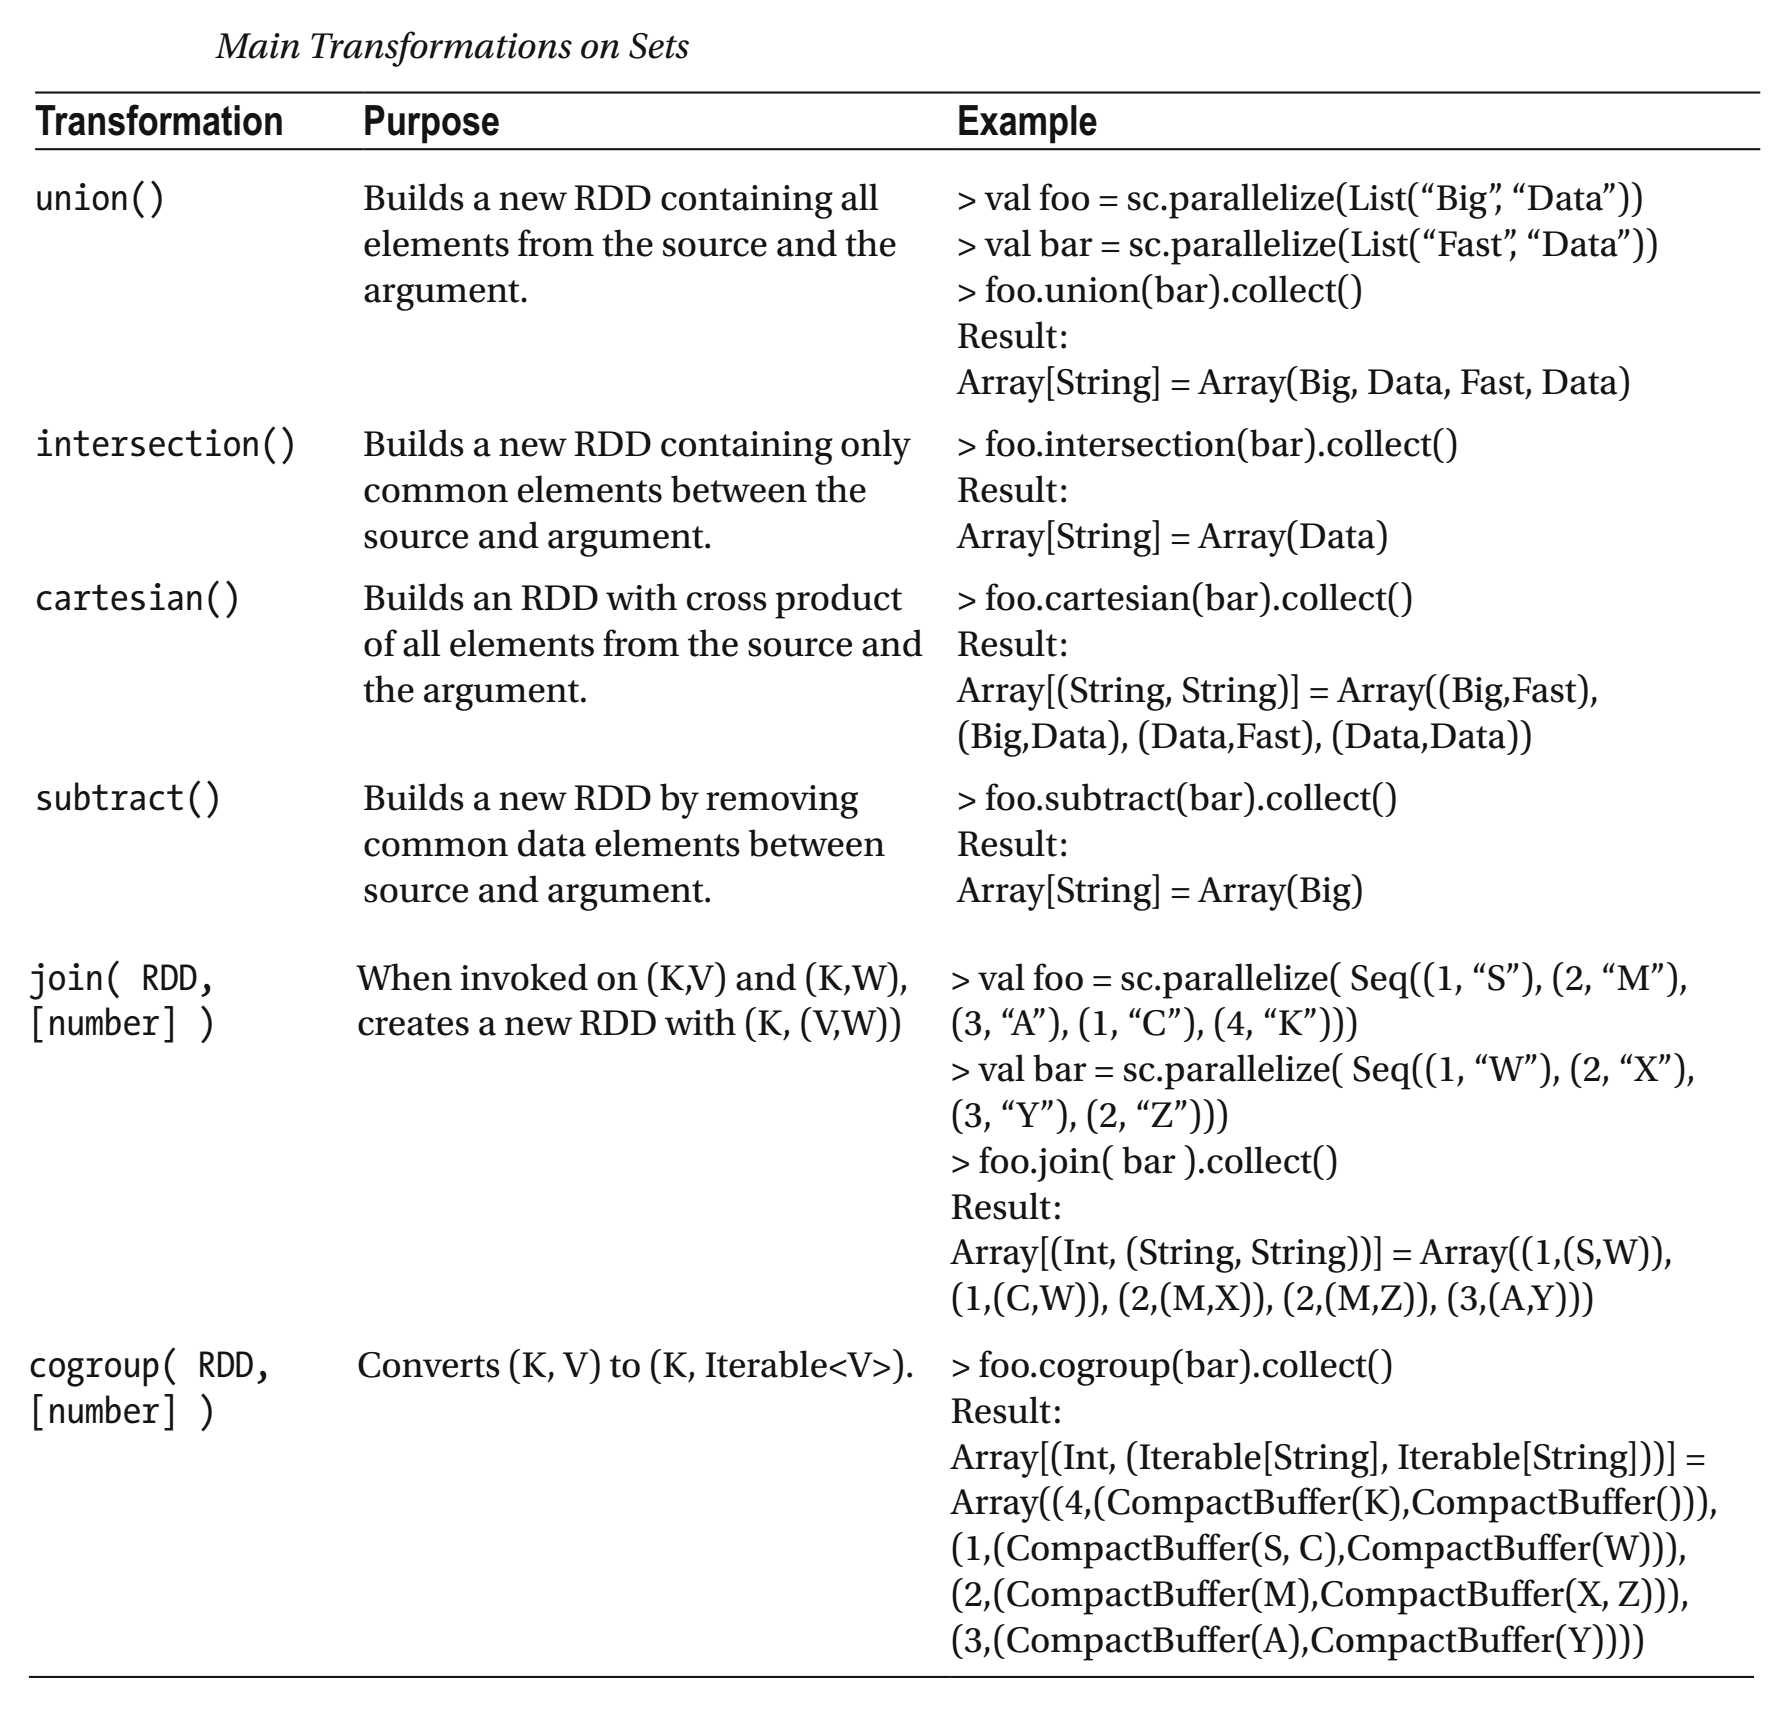 Main Transformations on Sets
Transformation Purpose Example
union() Builds a new RDD containing all > val foo = sc.parallelize(List(“Big”, “Data”))
elements from the source and the > val bar = sc.parallelize(List(“Fast”, “Data”))
argument. > foo.union(bar).collect()
Result:
Array[String] = Array(Big, Data, Fast, Data)
intersection() Builds a new RDD containing only > foo.intersection(bar).collect()
common elements between the Result:
source and argument. Array[String] = Array(Data)
cartesian() Builds an RDD with cross product > foo.cartesian(bar).collect()
of all elements from the source and Result:
the argument. Array[(String, String)] = Array((Big,Fast),
(Big,Data), (Data,Fast), (Data,Data))
subtract() Builds a new RDD by removing > foo.subtract(bar).collect()
common data elements between Result:
source and argument. Array[String] = Array(Big)
join( RDD, When invoked on (K,V) and (K,W), > val foo = sc.parallelize( Seq((1, “S”), (2, “M”),
[number] ) creates a new RDD with (K, (V,W)) (3, “A”), (1, “C”), (4, “K”)))
> val bar = sc.parallelize( Seq((1, “W”), (2, “X”),
(3, “Y”), (2, “Z”)))
> foo.join( bar ).collect()
Result:
Array[(Int, (String, String))] = Array((1,(S,W)),
(1,(C,W)), (2,(M,X)), (2,(M,Z)), (3,(A,Y)))
cogroup( RDD, Converts (K, V) to (K, Iterable<V>). > foo.cogroup(bar).collect()
[number] ) Result:
Array[(Int, (Iterable[String], Iterable[String]))] =
Array((4,(CompactBuffer(K),CompactBuffer())),
(1,(CompactBuffer(S, C),CompactBuffer(W))),
(2,(CompactBuffer(M),CompactBuffer(X, Z))),
(3,(CompactBuffer(A),CompactBuffer(Y))))